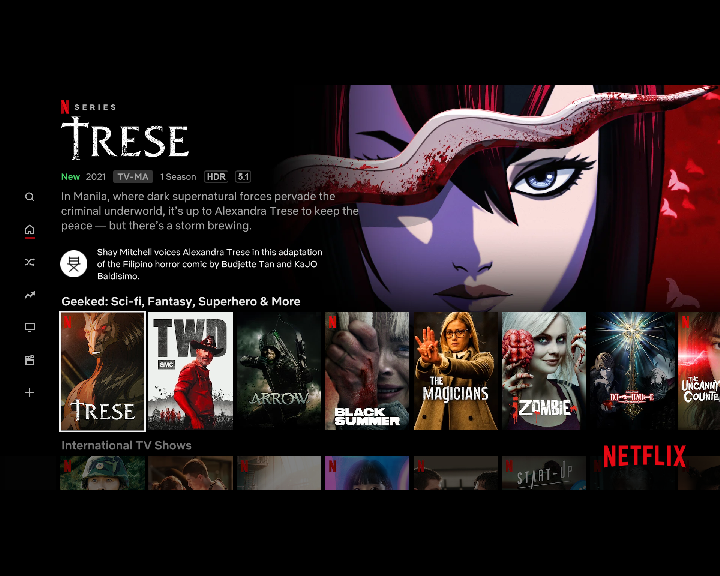 N SERIES
TRESE
New 2021 TV-MA 1 Season HDR 5.1
In Manila, where dark supernatural forces pervade the
criminal underworld, it's up to Alexandra Trese to keep the
peace — but there's a storm brewing.
Shay Mitchell voices Alexandra Trese in this adaptation
of the Filipino horror comic by Budjette Tan and KaJO
Baldisimo.
Geeked: Sci-fi, Fantasy, Superhero & More
TRESE
TWD
AMC
ARROW
BLACK
SUMMER
THE
MAGICIANS
iZOMBIE
DEATH NOTE
THE
UNCANNY
International TV Shows
NETFLIX
START-UP